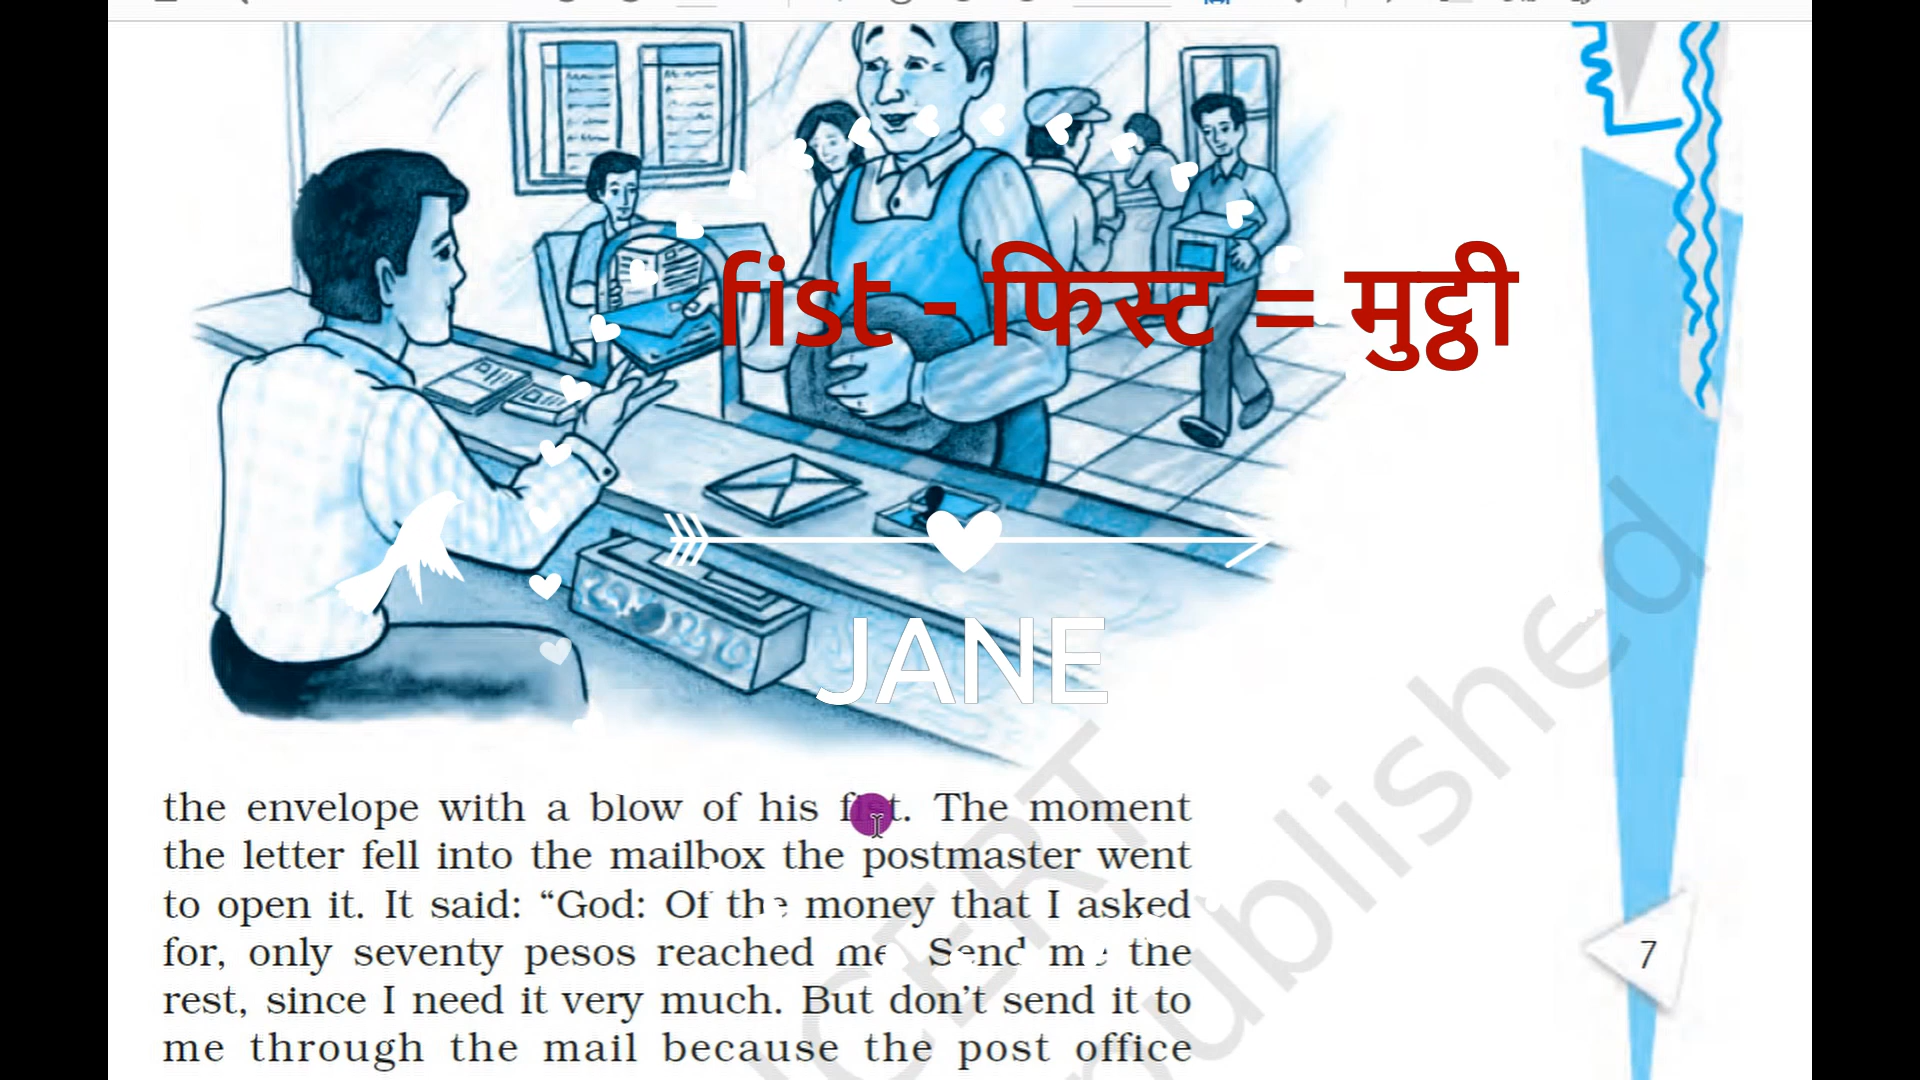 fist - फिस्ट = मुट्ठी
JANE
the envelope with a blow of his fist. The moment
the letter fell into the mailbox the postmaster went
to open it. It said: “God: Of the money that I asked
for, only seventy pesos reached me. Send me the
rest, since I need it very much. But don’t send it to
me through the mail because the post office
7
published